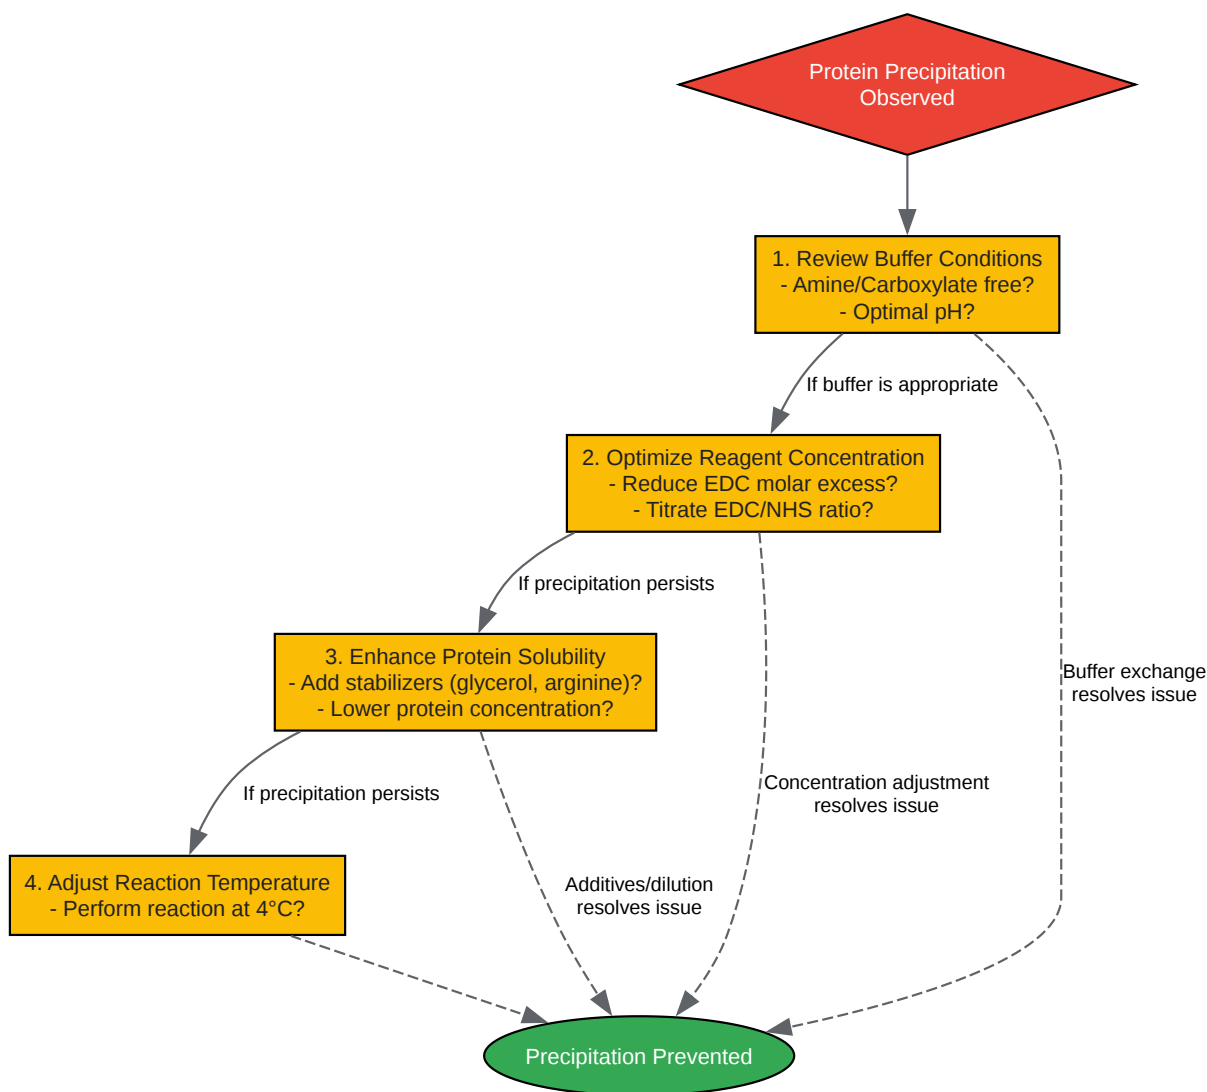 Protein Precipitation
Observed
1. Review Buffer Conditions
- Amine/Carboxylate free?
- Optimal pH?
If buffer is appropriate
2. Optimize Reagent Concentration
- Reduce EDC molar excess?
- Titrate EDC/NHS ratio?
If precipitation persists
3. Enhance Protein Solubility
- Add stabilizers (glycerol, arginine)?
- Lower protein concentration?
Buffer exchange
resolves issue
If precipitation persists
Concentration adjustment
resolves issue
4. Adjust Reaction Temperature
- Perform reaction at 4°C?
Additives/dilution
resolves issue
Precipitation Prevented